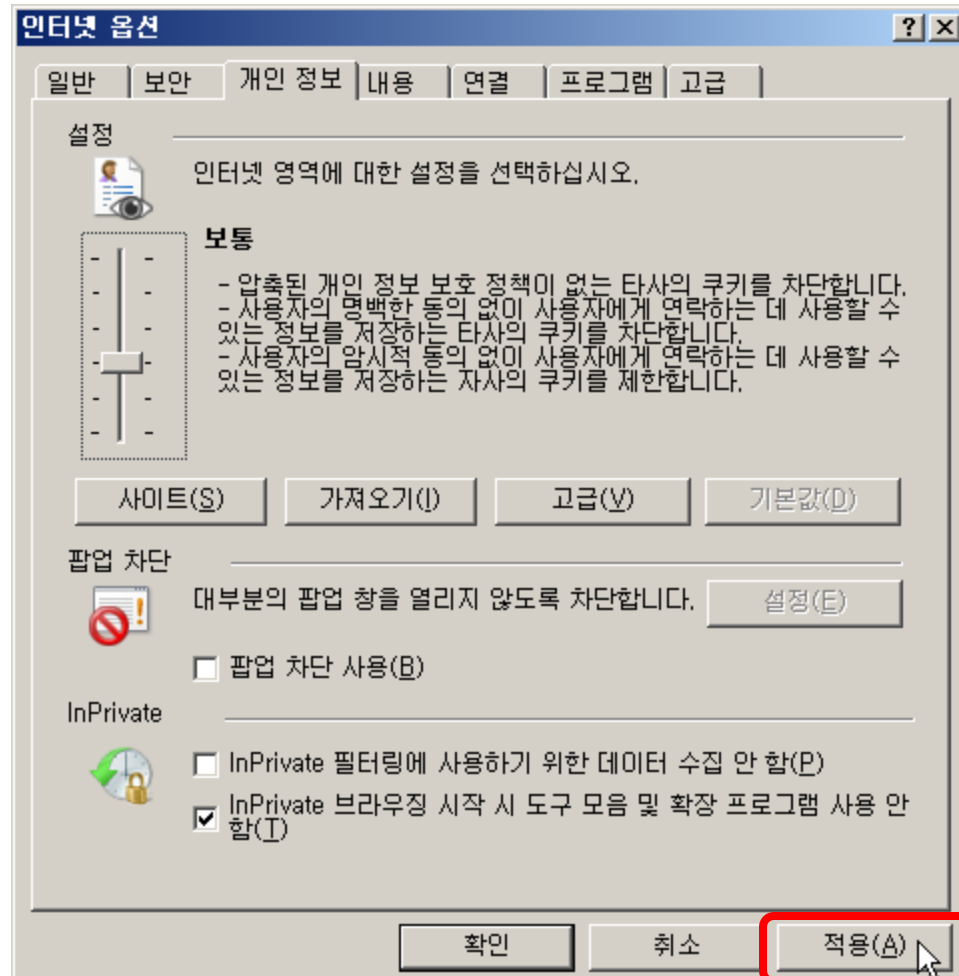 인터넷 옵션
일반 보안 개인 정보 내용 연결 프로그램 고급
설정
인터넷 영역에 대한 설정을 선택하십시오.
보통
- 압축된 개인 정보 보호 정책이 없는 타사의 쿠키를 차단합니다.
- 사용자의 명백한 동의 없이 사용자에게 연락하는 데 사용할 수
있는 정보를 저장하는 타사의 쿠키를 차단합니다.
- 사용자의 암시적 동의 없이 사용자에게 연락하는 데 사용할 수
있는 정보를 저장하는 자사의 쿠키를 제한합니다.
사이트(S) 가져오기(I) 고급(V) 기본값(D)
팝업 차단
대부분의 팝업 창을 열리지 않도록 차단합니다. 설정(E)
팝업 차단 사용(B)
InPrivate
InPrivate 필터링에 사용하기 위한 데이터 수집 안 함(P)
InPrivate 브라우징 시작 시 도구 모음 및 확장 프로그램 사용 안
함(T)
확인 취소 적용(A)